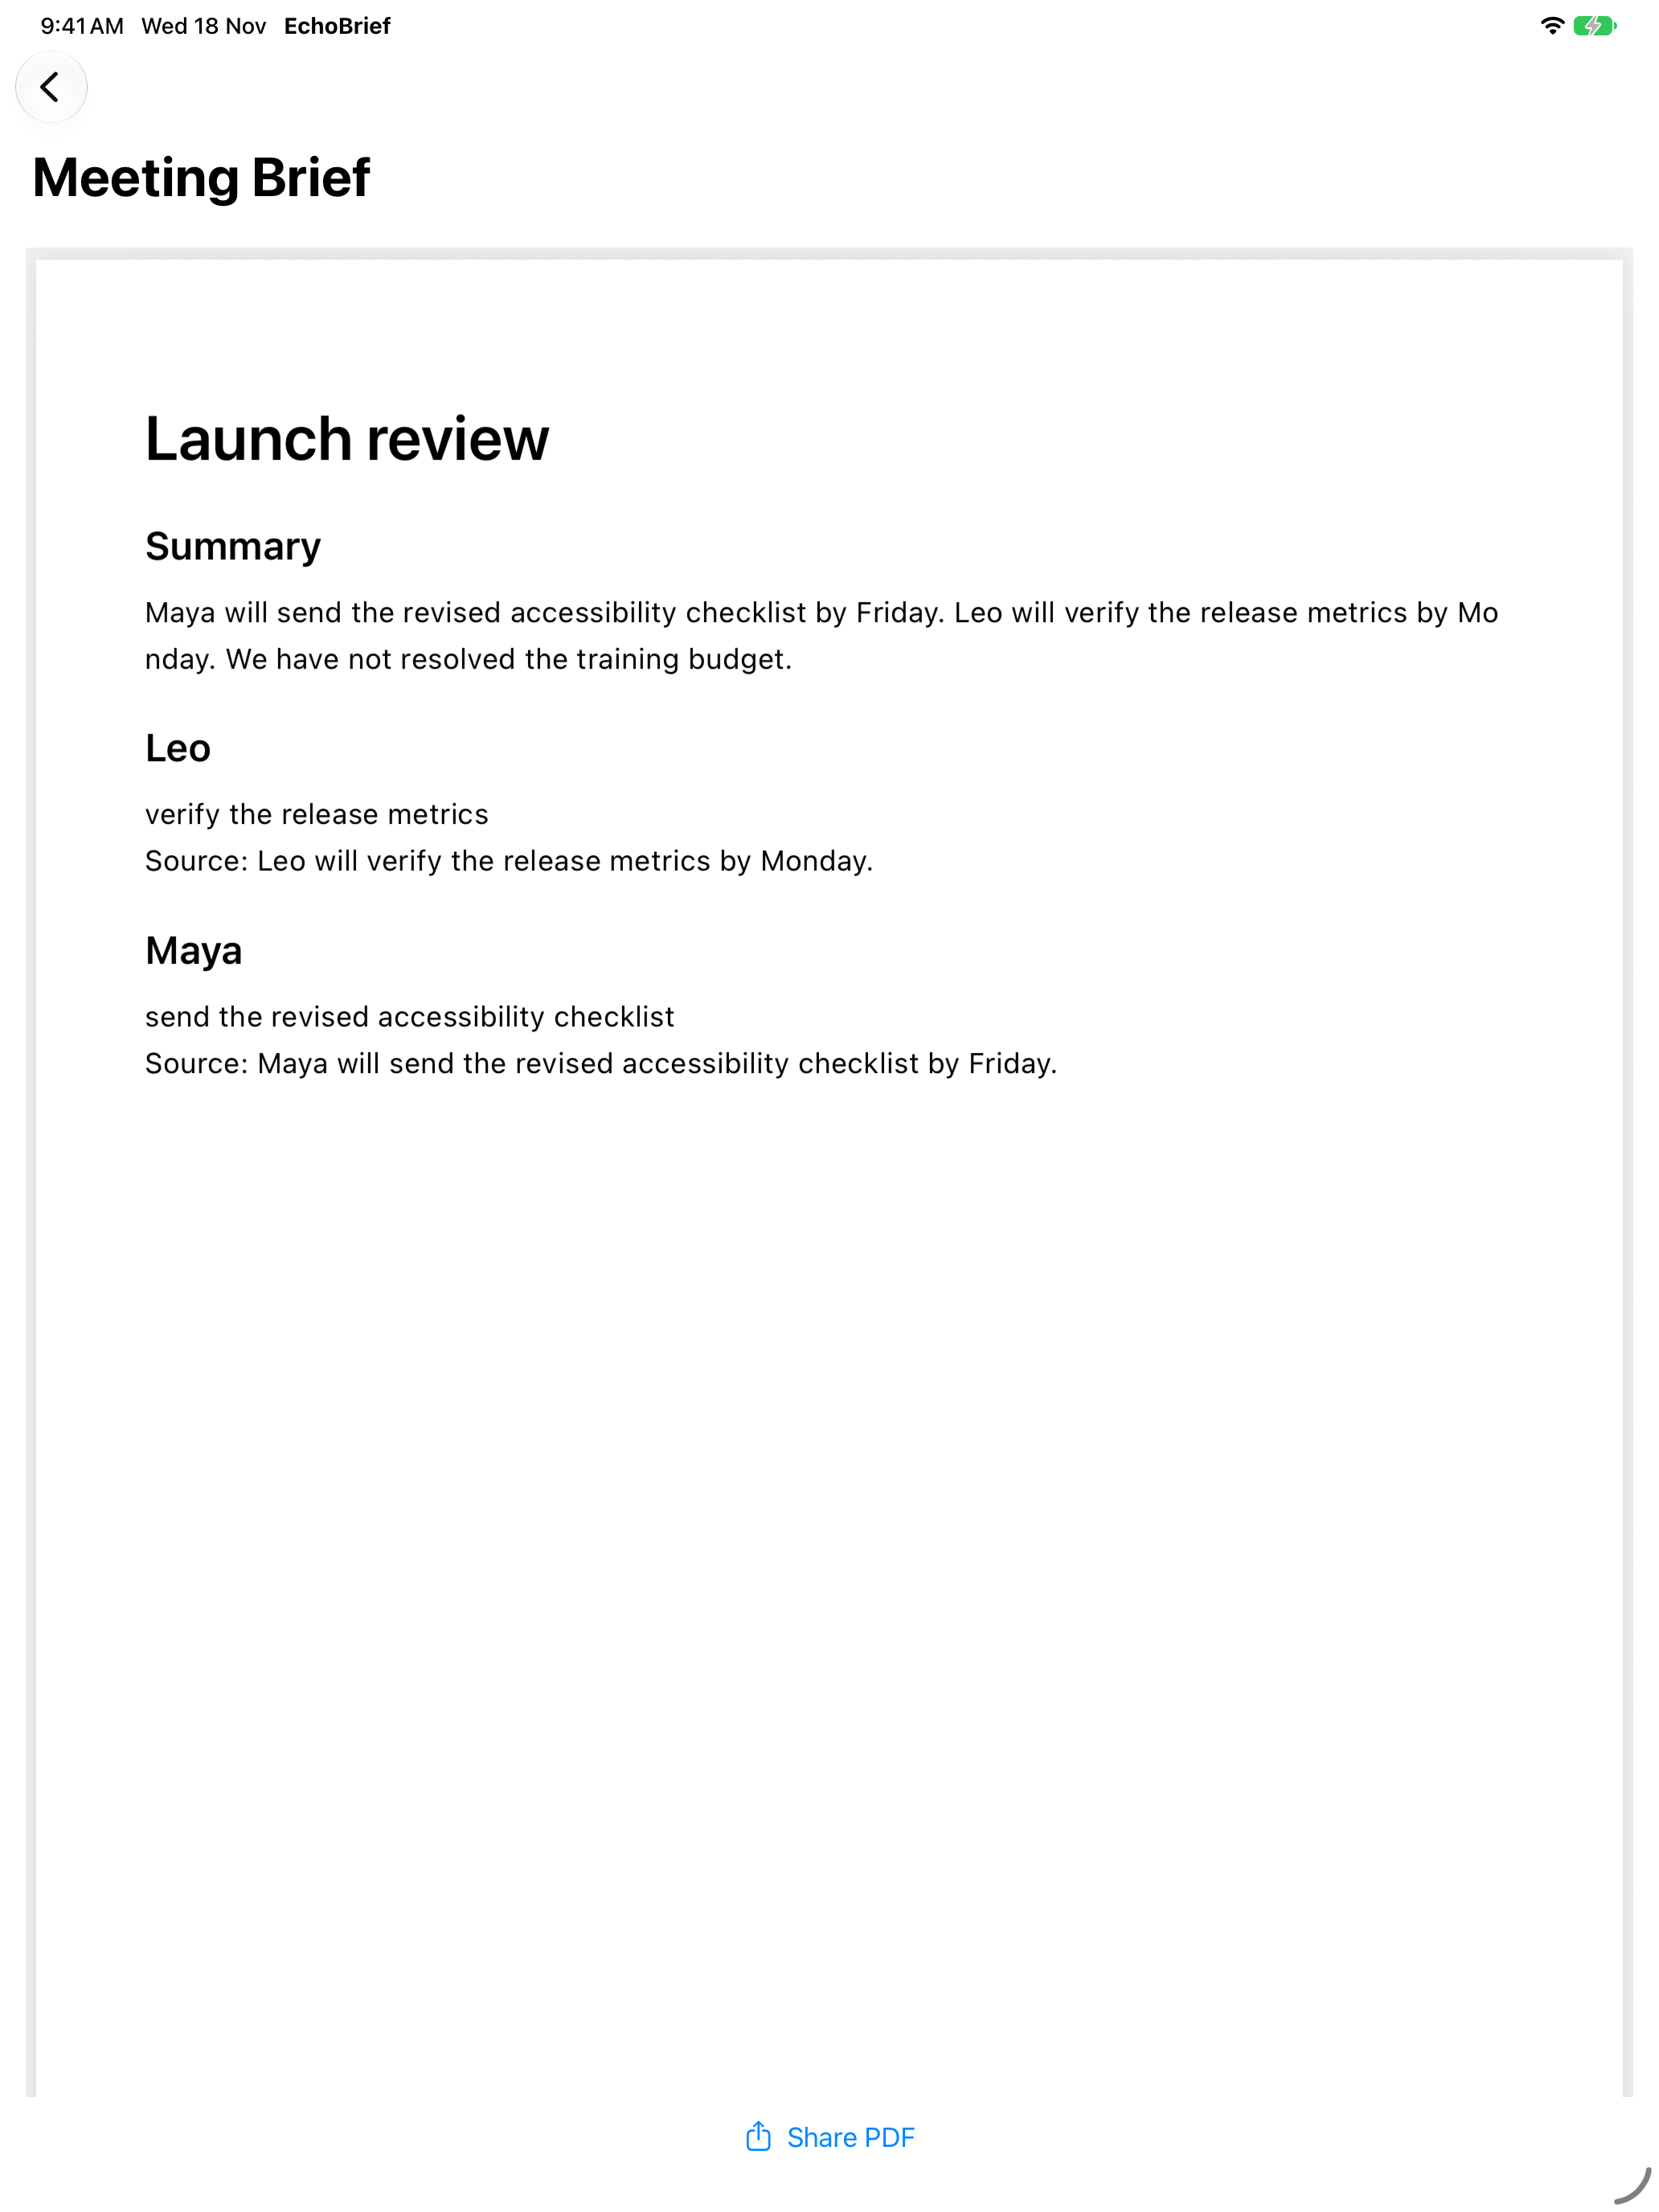 9:41 AM Wed 18 Nov EchoBrief
Meeting Brief
Launch review
Summary
Maya will send the revised accessibility checklist by Friday. Leo will verify the release metrics by Mo
nday. We have not resolved the training budget.
Leo
verify the release metrics
Source: Leo will verify the release metrics by Monday.
Maya
send the revised accessibility checklist
Source: Maya will send the revised accessibility checklist by Friday.
Share PDF